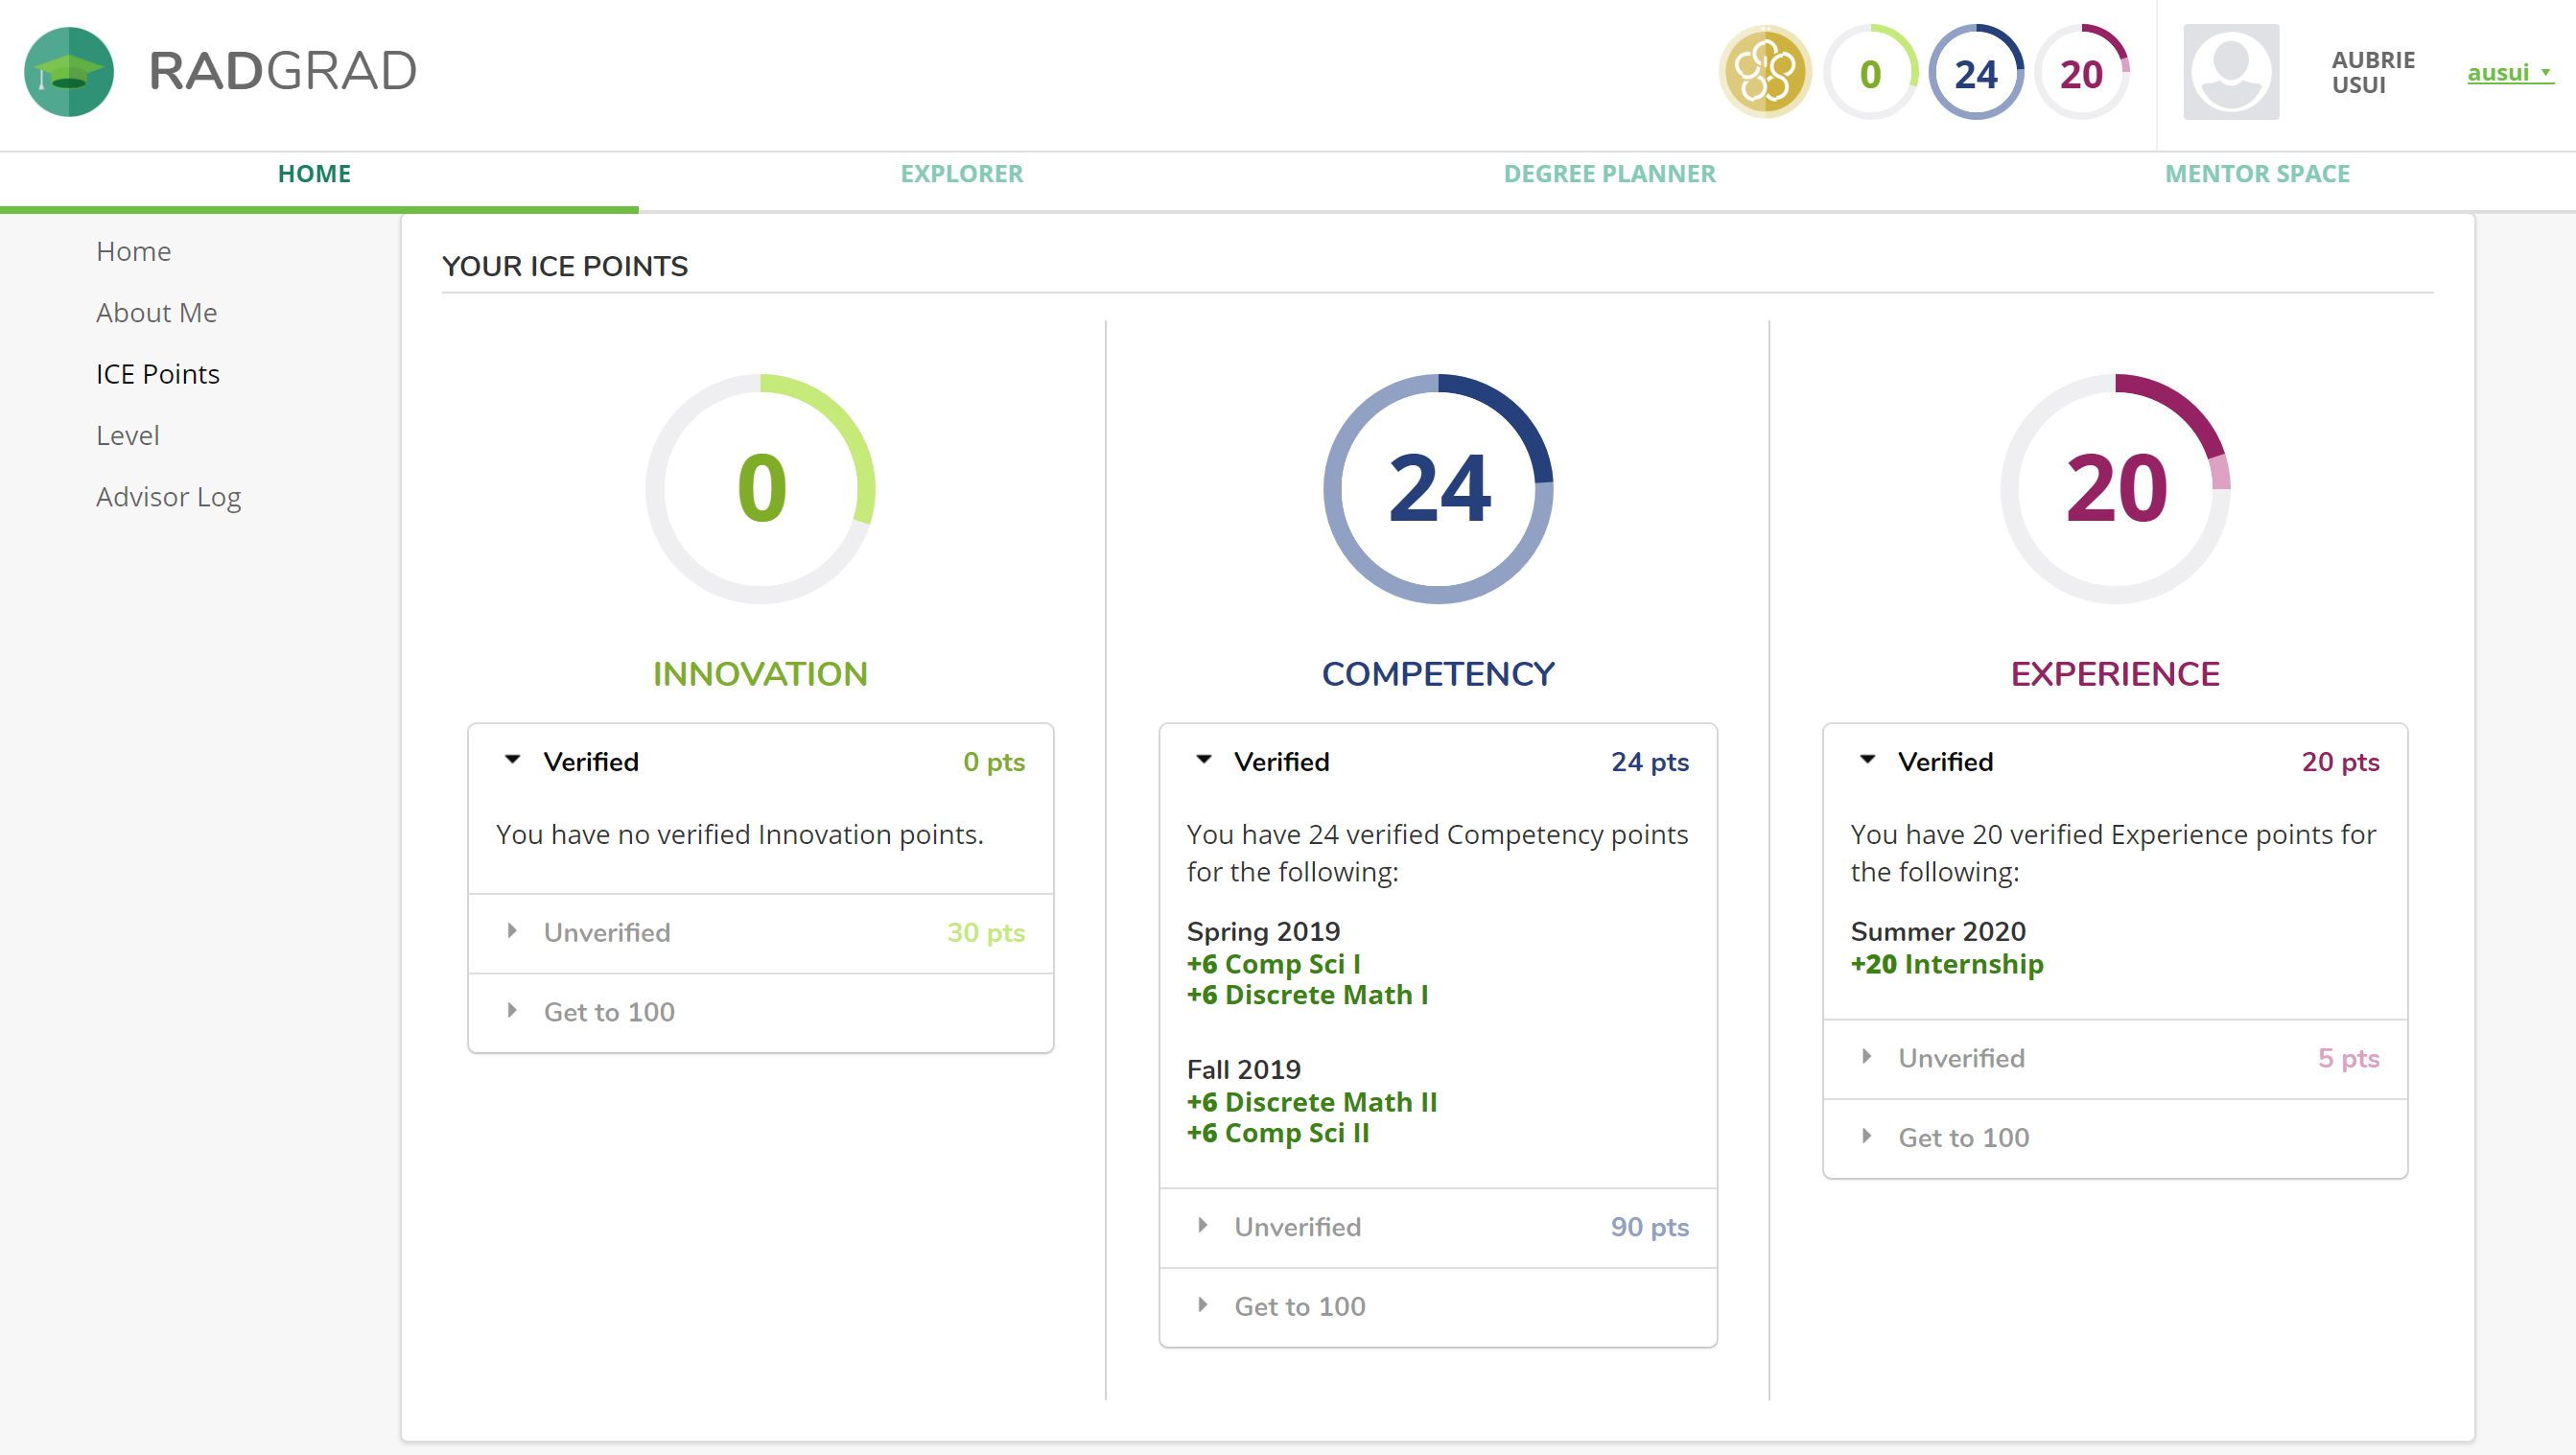 RADGRAD
0
24
20
AUBRIE
USUI
ausui
HOME
EXPLORER
DEGREE PLANNER
MENTOR SPACE
Home
About Me
ICE Points
Level
Advisor Log
YOUR ICE POINTS
0
INNOVATION
Verified 0 pts
You have no verified Innovation points.
Unverified 30 pts
Get to 100
24
COMPETENCY
Verified 24 pts
You have 24 verified Competency points
for the following:
Spring 2019
+6 Comp Sci I
+6 Discrete Math I
Fall 2019
+6 Discrete Math II
+6 Comp Sci II
Unverified 90 pts
Get to 100
20
EXPERIENCE
Verified 20 pts
You have 20 verified Experience points for
the following:
Summer 2020
+20 Internship
Unverified 5 pts
Get to 100